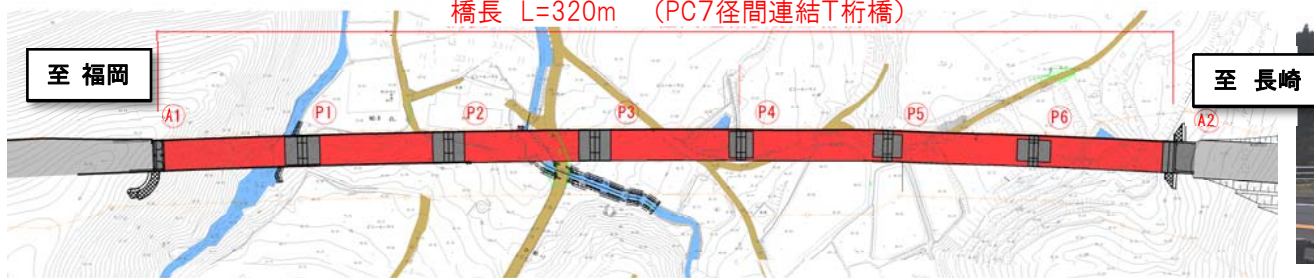 橋長 L=320m （PC7径間連結T桁橋）
至 福岡
至 長崎
A1
P1
P2
P3
P4
P5
P6
A2